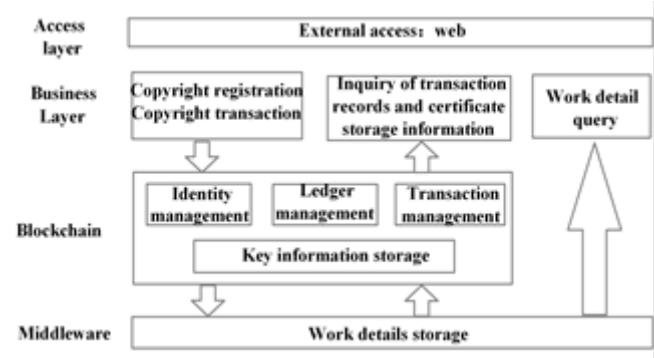 Access
layer
External access: web
Business
Layer
Copyright registration
Copyright transaction
Inquiry of transaction
records and certificate
storage information
Work detail
query
Blockchain
Identity
management
Ledger
management
Transaction
management
Key information storage
Middleware
Work details storage